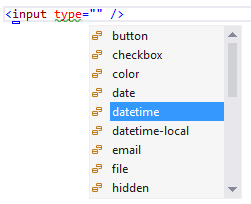 <input type="" />
button
checkbox
color
date
datetime
datetime-local
email
file
hidden